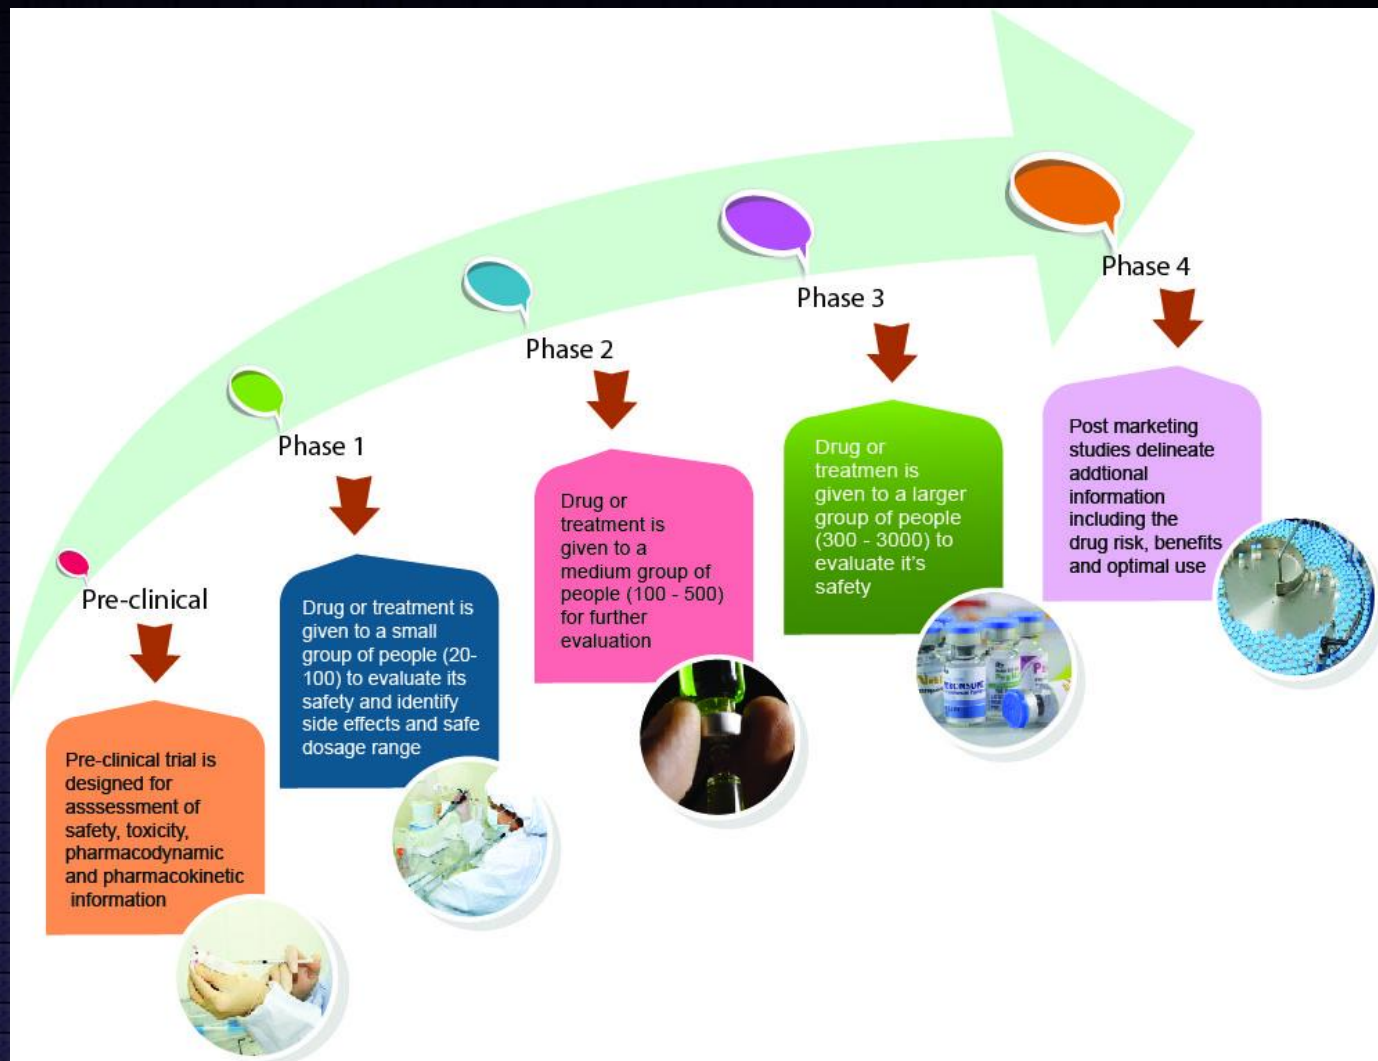 Pre-clinical
Pre-clinical trial is
designed for
asssessment of
safety, toxicity,
pharmacodynamic
and pharmacokinetic
information
Phase 1
Drug or treatment is
given to a small
group of people (20-
100) to evaluate its
safety and identify
side effects and safe
dosage range
Phase 2
Drug or
treatment is
given to a
medium group of
people (100 - 500)
for further
evaluation
Phase 3
Drug or
treatmen is
given to a larger
group of people
(300 - 3000) to
evaluate it's
safety
Phase 4
Post marketing
studies delineate
addtional
information
including the
drug risk, benefits
and optimal use